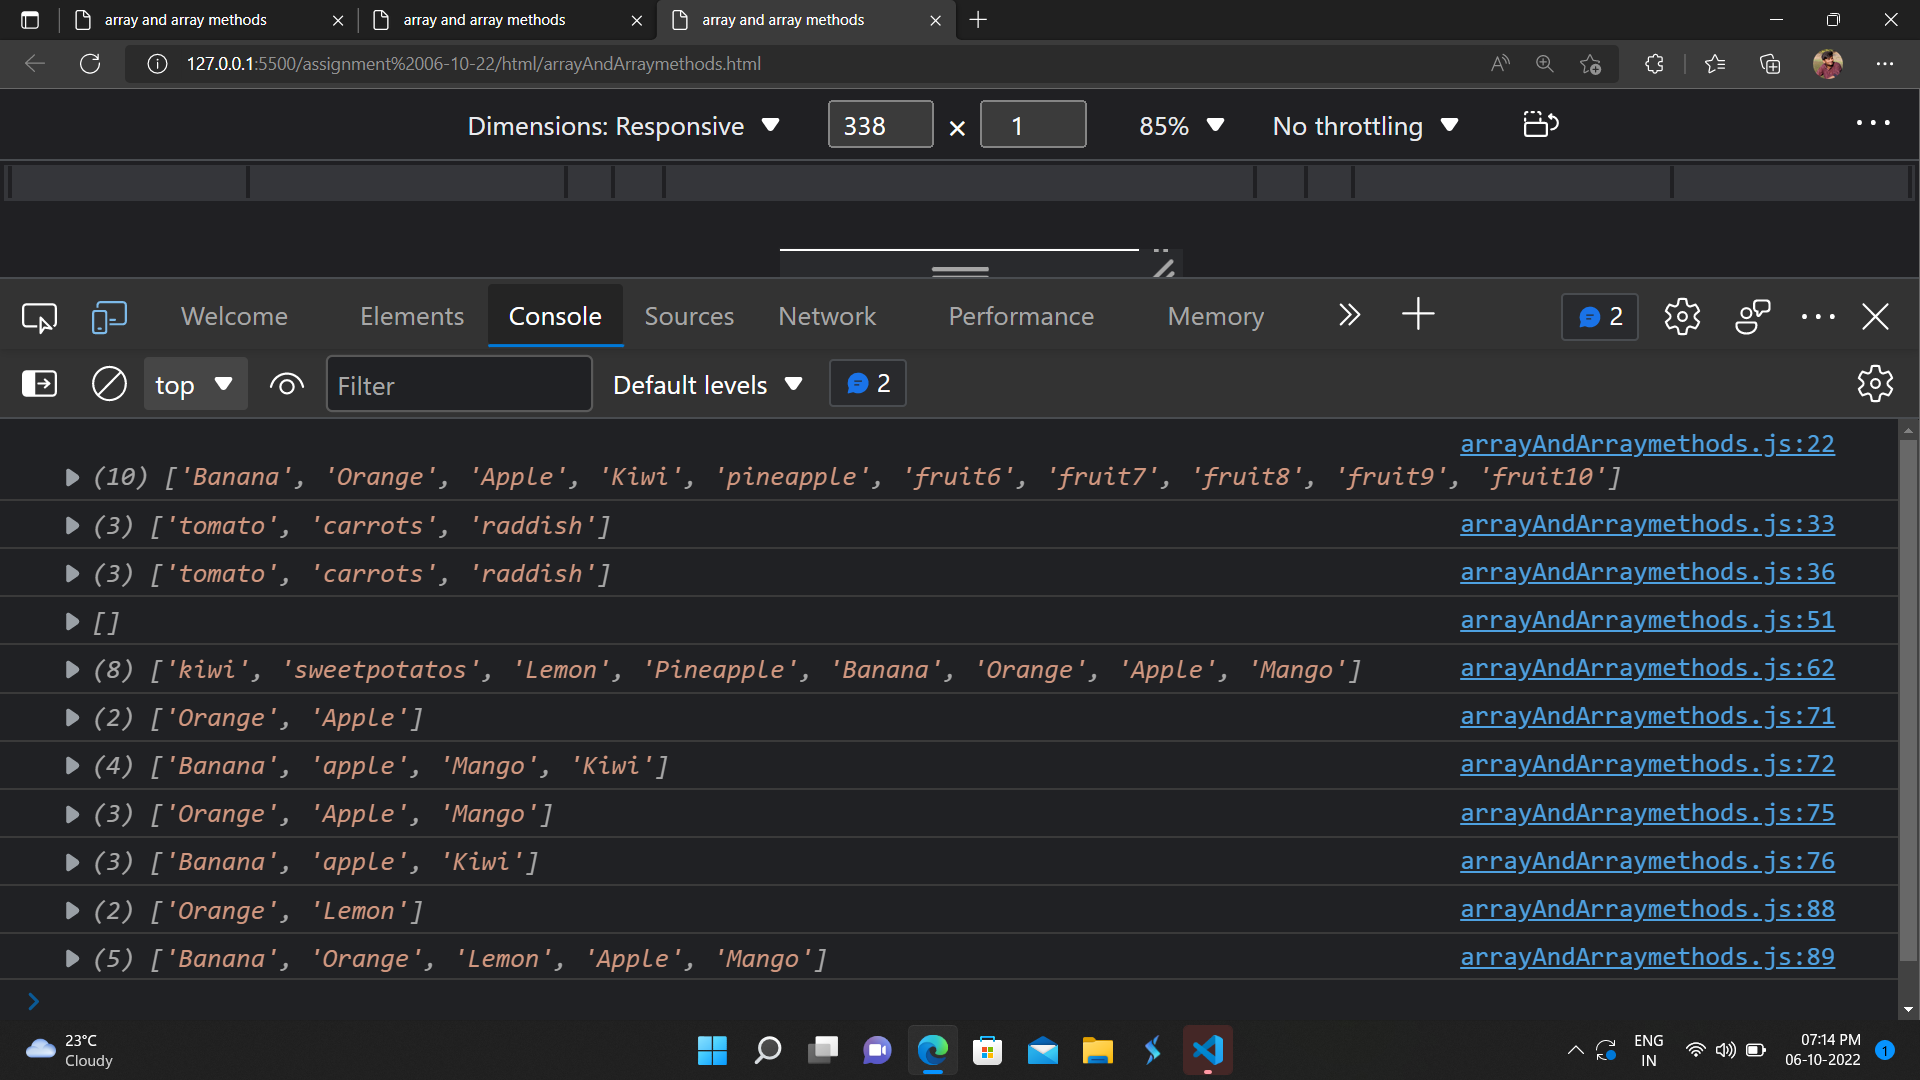 array and array methods
array and array methods
array and array methods
127.0.0.1:5500/assignment%2006-10-22/html/arrayAndArraymethods.html
Dimensions: Responsive 338 × 1 85% No throttling
Welcome Elements Console Sources Network Performance Memory 2
top Filter Default levels 2
arrayAndArraymethods.js:22
(10) ['Banana', 'Orange', 'Apple', 'Kiwi', 'pineapple', 'fruit6', 'fruit7', 'fruit8', 'fruit9', 'fruit10']
(3) ['tomato', 'carrots', 'raddish'] arrayAndArraymethods.js:33
(3) ['tomato', 'carrots', 'raddish'] arrayAndArraymethods.js:36
[] arrayAndArraymethods.js:51
(8) ['kiwi', 'sweetpotatos', 'Lemon', 'Pineapple', 'Banana', 'Orange', 'Apple', 'Mango'] arrayAndArraymethods.js:62
(2) ['Orange', 'Apple'] arrayAndArraymethods.js:71
(4) ['Banana', 'apple', 'Mango', 'Kiwi'] arrayAndArraymethods.js:72
(3) ['Orange', 'Apple', 'Mango'] arrayAndArraymethods.js:75
(3) ['Banana', 'apple', 'Kiwi'] arrayAndArraymethods.js:76
(2) ['Orange', 'Lemon'] arrayAndArraymethods.js:88
(5) ['Banana', 'Orange', 'Lemon', 'Apple', 'Mango'] arrayAndArraymethods.js:89
23°C
Cloudy
ENG
IN
07:14 PM
06-10-2022
1